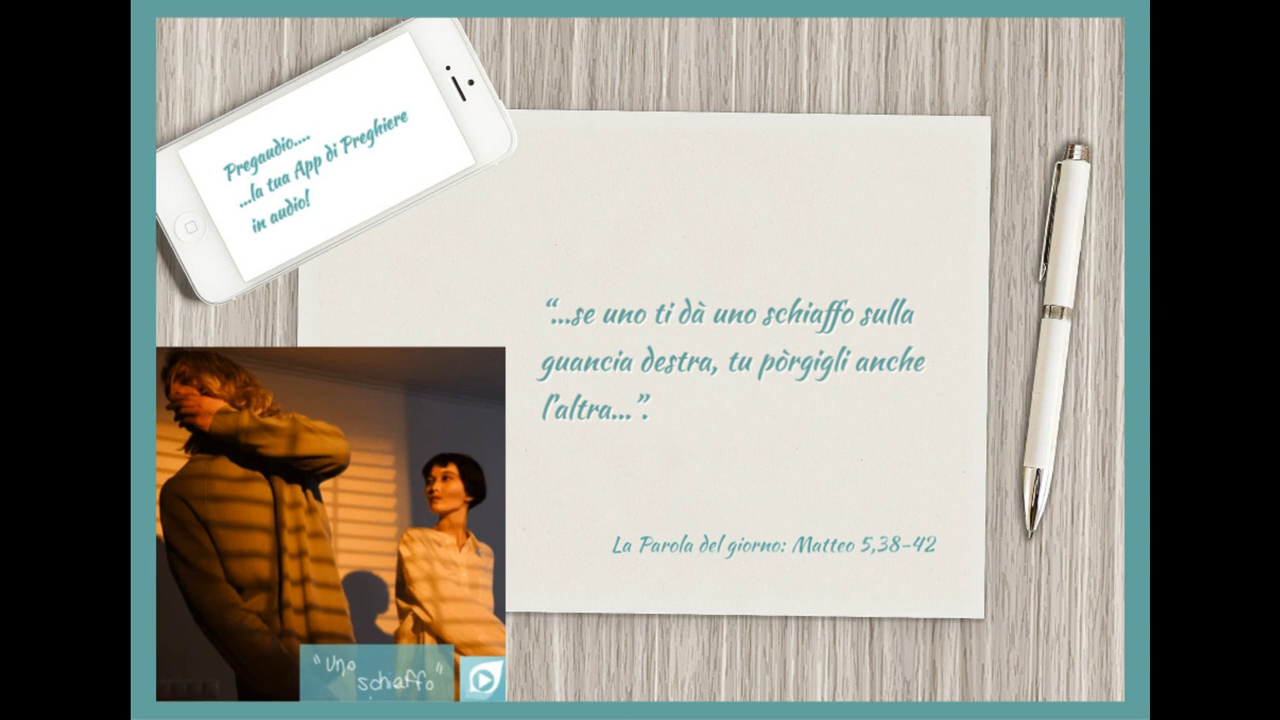 Pregaudio....
...la tua App di Preghiere
in audio!
“...se uno ti dà uno schiaffo sulla
guancia destra, tu pòrgigli anche
l'altra...”.
La Parola del giorno: Matteo 5,38-42
"Uno
schiaffo"